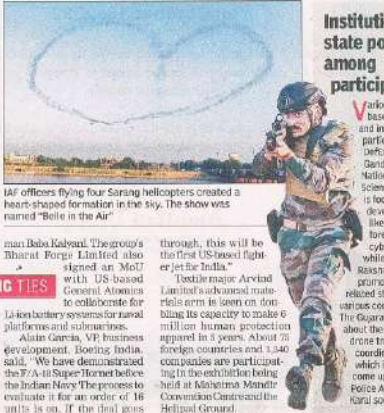 IAF officers flying four Sarang helicopters created a
heart-shaped formation in the sky. The show was
named "Belle in the Air"
man Baba Kalyani. The group's
Bharat Forge Limited also
signed an MoU
with US-based
General Atomics
to collaborate for
Li-ion battery systems for naval
platforms and submarines.
Alain Garcia, VP, business
development, Boeing India,
said, "We have demonstrated
the F/A-18 Super Hornet before
the Indian Navy. The process to
evaluate it for an order of 16
units is on. If the deal goes
TIES
through, this will be
the first US-based fight-
er jet for India."
Textile major Arvind
Limited's advanced mate-
rials arm is keen on dou-
bling its capacity to make 6
million human protection
apparel in 5 years. About 75
foreign countries and 1,340
companies are participat-
ing in the exhibition being
held at Mahatma Mandir
Convention Centre and the
Helipad Ground.
Instituti
state po
among
particip
Vario
base
and in
partic
Defe
Gand
Natio
Scien
is foc
deve
like
fore
cyb
while
Raksh
promo
related st
various co
The Gujara
about the
drone tr
coordin
which i
come u
Police A
Karai so